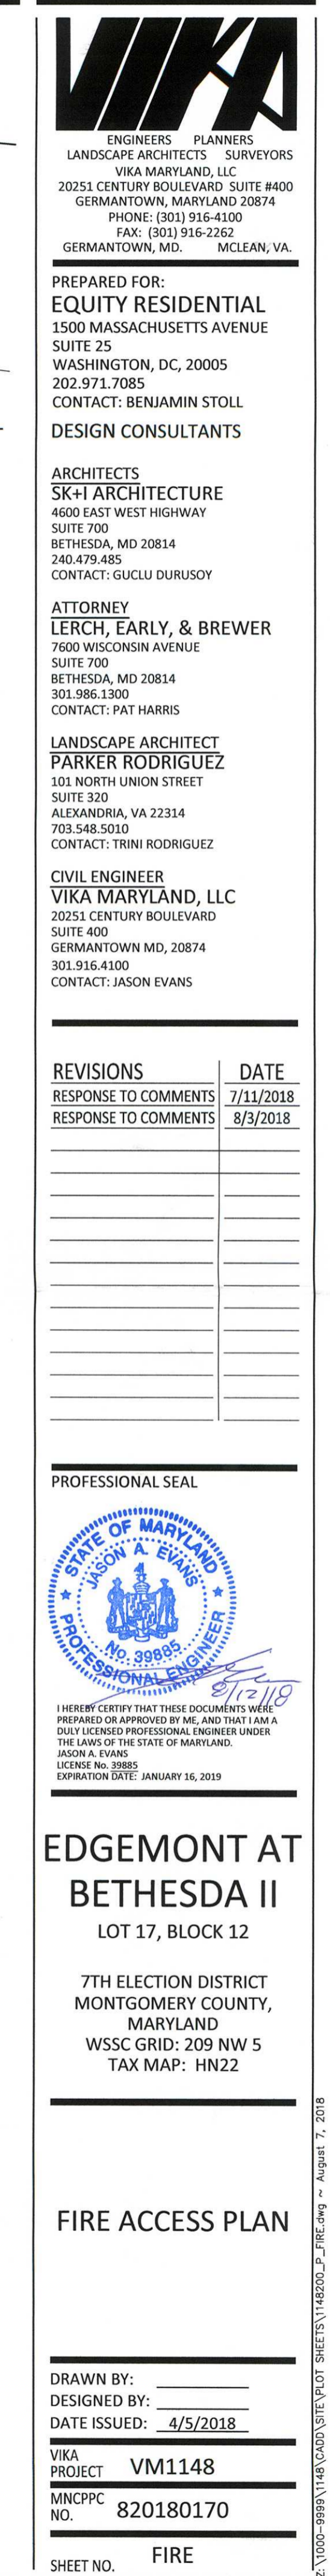 VIKA
ENGINEERS PLANNERS
LANDSCAPE ARCHITECTS SURVEYORS
VIKA MARYLAND, LLC
20251 CENTURY BOULEVARD SUITE #400
GERMANTOWN, MARYLAND 20874
PHONE: (301) 916-4100
FAX: (301) 916-2262
GERMANTOWN, MD. MCLEAN, VA.
PREPARED FOR:
EQUITY RESIDENTIAL
1500 MASSACHUSETTS AVENUE
SUITE 25
WASHINGTON, DC, 20005
202.971.7085
CONTACT: BENJAMIN STOLL
DESIGN CONSULTANTS
ARCHITECTS
SK+I ARCHITECTURE
4600 EAST WEST HIGHWAY
SUITE 700
BETHESDA, MD 20814
240.479.485
CONTACT: GUCLU DURUSOY
ATTORNEY
LERCH, EARLY, & BREWER
7600 WISCONSIN AVENUE
SUITE 700
BETHESDA, MD 20814
301.986.1300
CONTACT: PAT HARRIS
LANDSCAPE ARCHITECT
PARKER RODRIGUEZ
101 NORTH UNION STREET
SUITE 320
ALEXANDRIA, VA 22314
703.548.5010
CONTACT: TRINI RODRIGUEZ
CIVIL ENGINEER
VIKA MARYLAND, LLC
20251 CENTURY BOULEVARD
SUITE 400
GERMANTOWN MD, 20874
301.916.4100
CONTACT: JASON EVANS
REVISIONS DATE
RESPONSE TO COMMENTS 7/11/2018
RESPONSE TO COMMENTS 8/3/2018
PROFESSIONAL SEAL
STATE OF MARYLAND
JASON A. EVANS
No. 39885
PROFESSIONAL ENGINEER
8/12/18
I HEREBY CERTIFY THAT THESE DOCUMENTS WERE
PREPARED OR APPROVED BY ME, AND THAT I AM A
DULY LICENSED PROFESSIONAL ENGINEER UNDER
THE LAWS OF THE STATE OF MARYLAND.
JASON A. EVANS
LICENSE No. 39885
EXPIRATION DATE: JANUARY 16, 2019
EDGEMONT AT
BETHESDA II
LOT 17, BLOCK 12
7TH ELECTION DISTRICT
MONTGOMERY COUNTY,
MARYLAND
WSSC GRID: 209 NW 5
TAX MAP: HN22
FIRE ACCESS PLAN
DRAWN BY:
DESIGNED BY:
DATE ISSUED: 4/5/2018
VIKA
PROJECT VM1148
MNCPPC
NO. 820180170
SHEET NO. FIRE
Z:\1000-9999\1148\CADD\SITE\PLOT SHEETS\1148200_P_FIRE.dwg ~ August 7, 2018